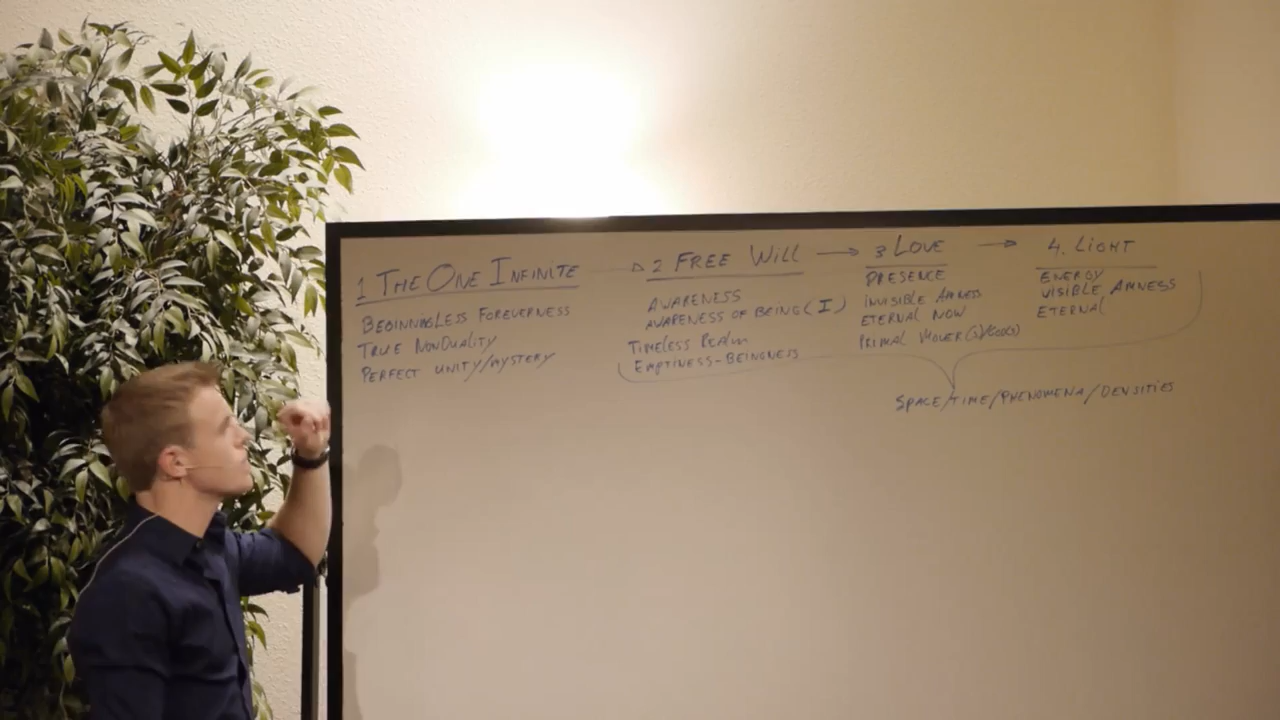 1 THE ONE INFINITE
BEGINNINGLESS FOREVERNESS
TRUE NONDUALITY
PERFECT UNITY/MYSTERY
→ 2 FREE WILL
AWARENESS
AWARENESS OF BEING (I)
TIMELESS REALM
EMPTINESS-BEINGNESS
→ 3 LOVE
PRESENCE
INVISIBLE AMNESS
ETERNAL NOW
PRIMAL MOVER(S)/GOD(S)
→ 4. LIGHT
ENERGY
VISIBLE AMNESS
ETERNAL
SPACE/TIME/PHENOMENA/DENSITIES